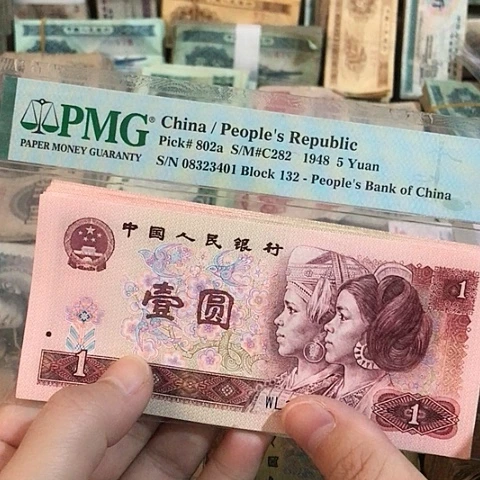 PMG®
PAPER MONEY GUARANTY
China / People's Republic
Pick# 802a S/M#C282 1948 5 Yuan
S/N 08323401 Block 132 - People's Bank of China
中国人民银行
1
壹圆
1
1
WL